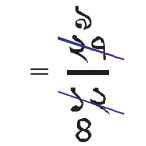 = ২৭ ৯
১২ ৪